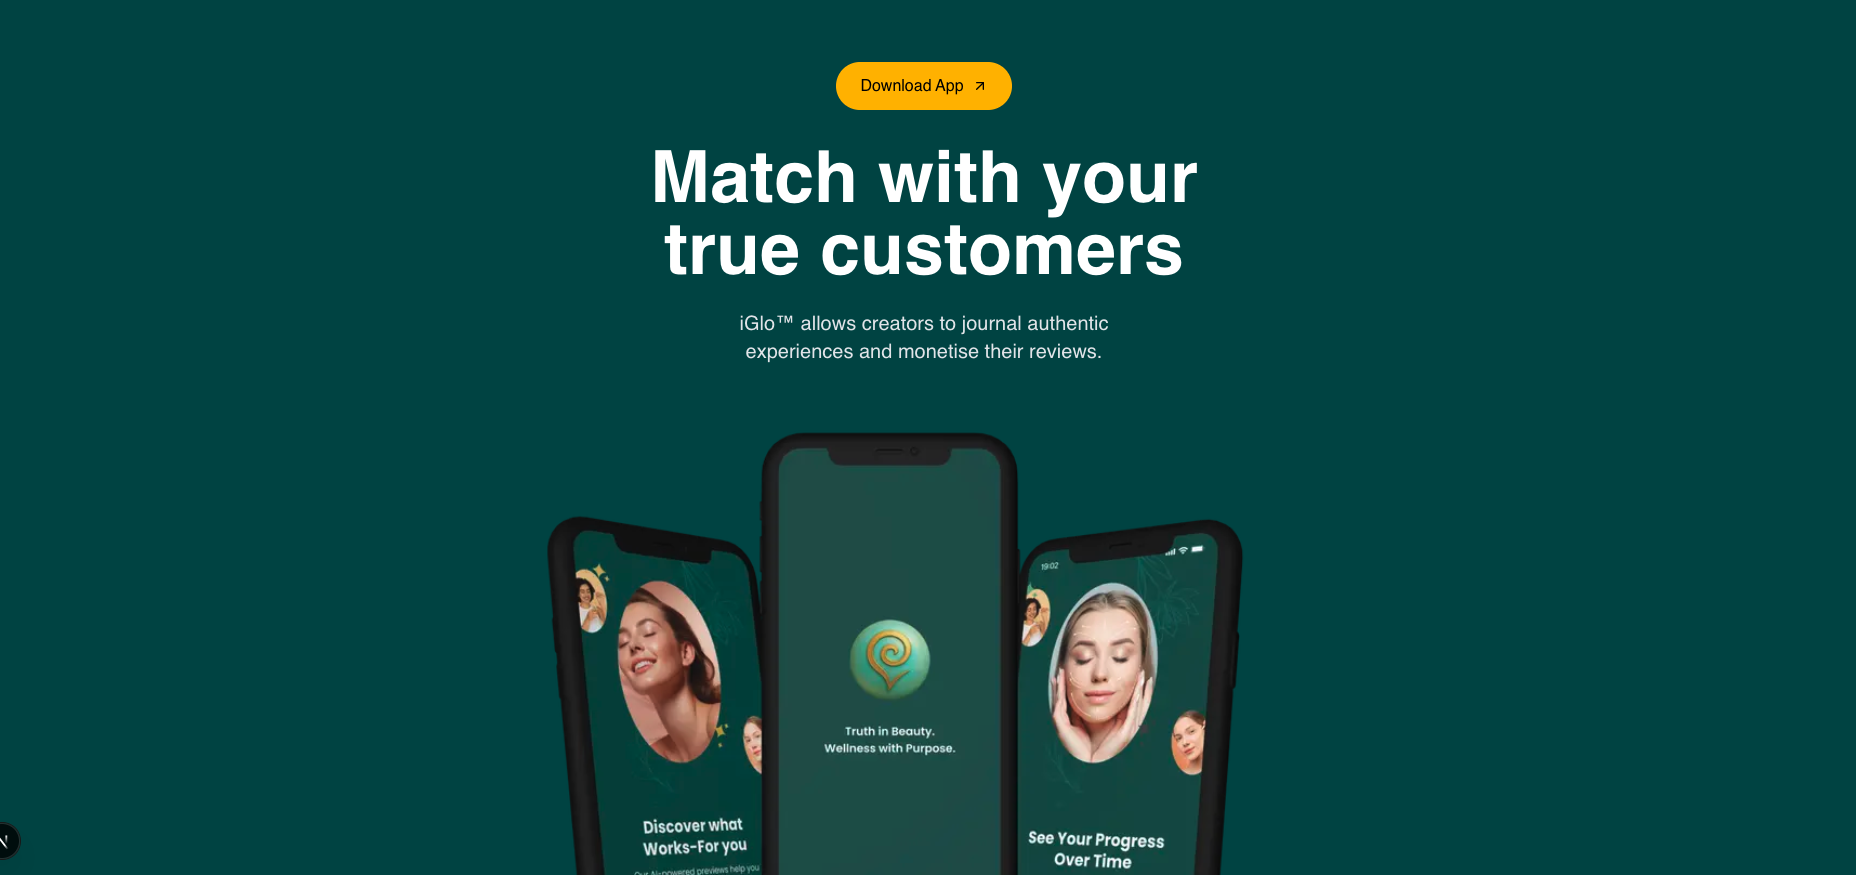 Download App
Match with your
true customers
iGlo™ allows creators to journal authentic
experiences and monetise their reviews.
19:02
Truth in Beauty.
Wellness with Purpose.
Discover what
Works-For you
Our AI-powered previews help you
See Your Progress
Over Time
N